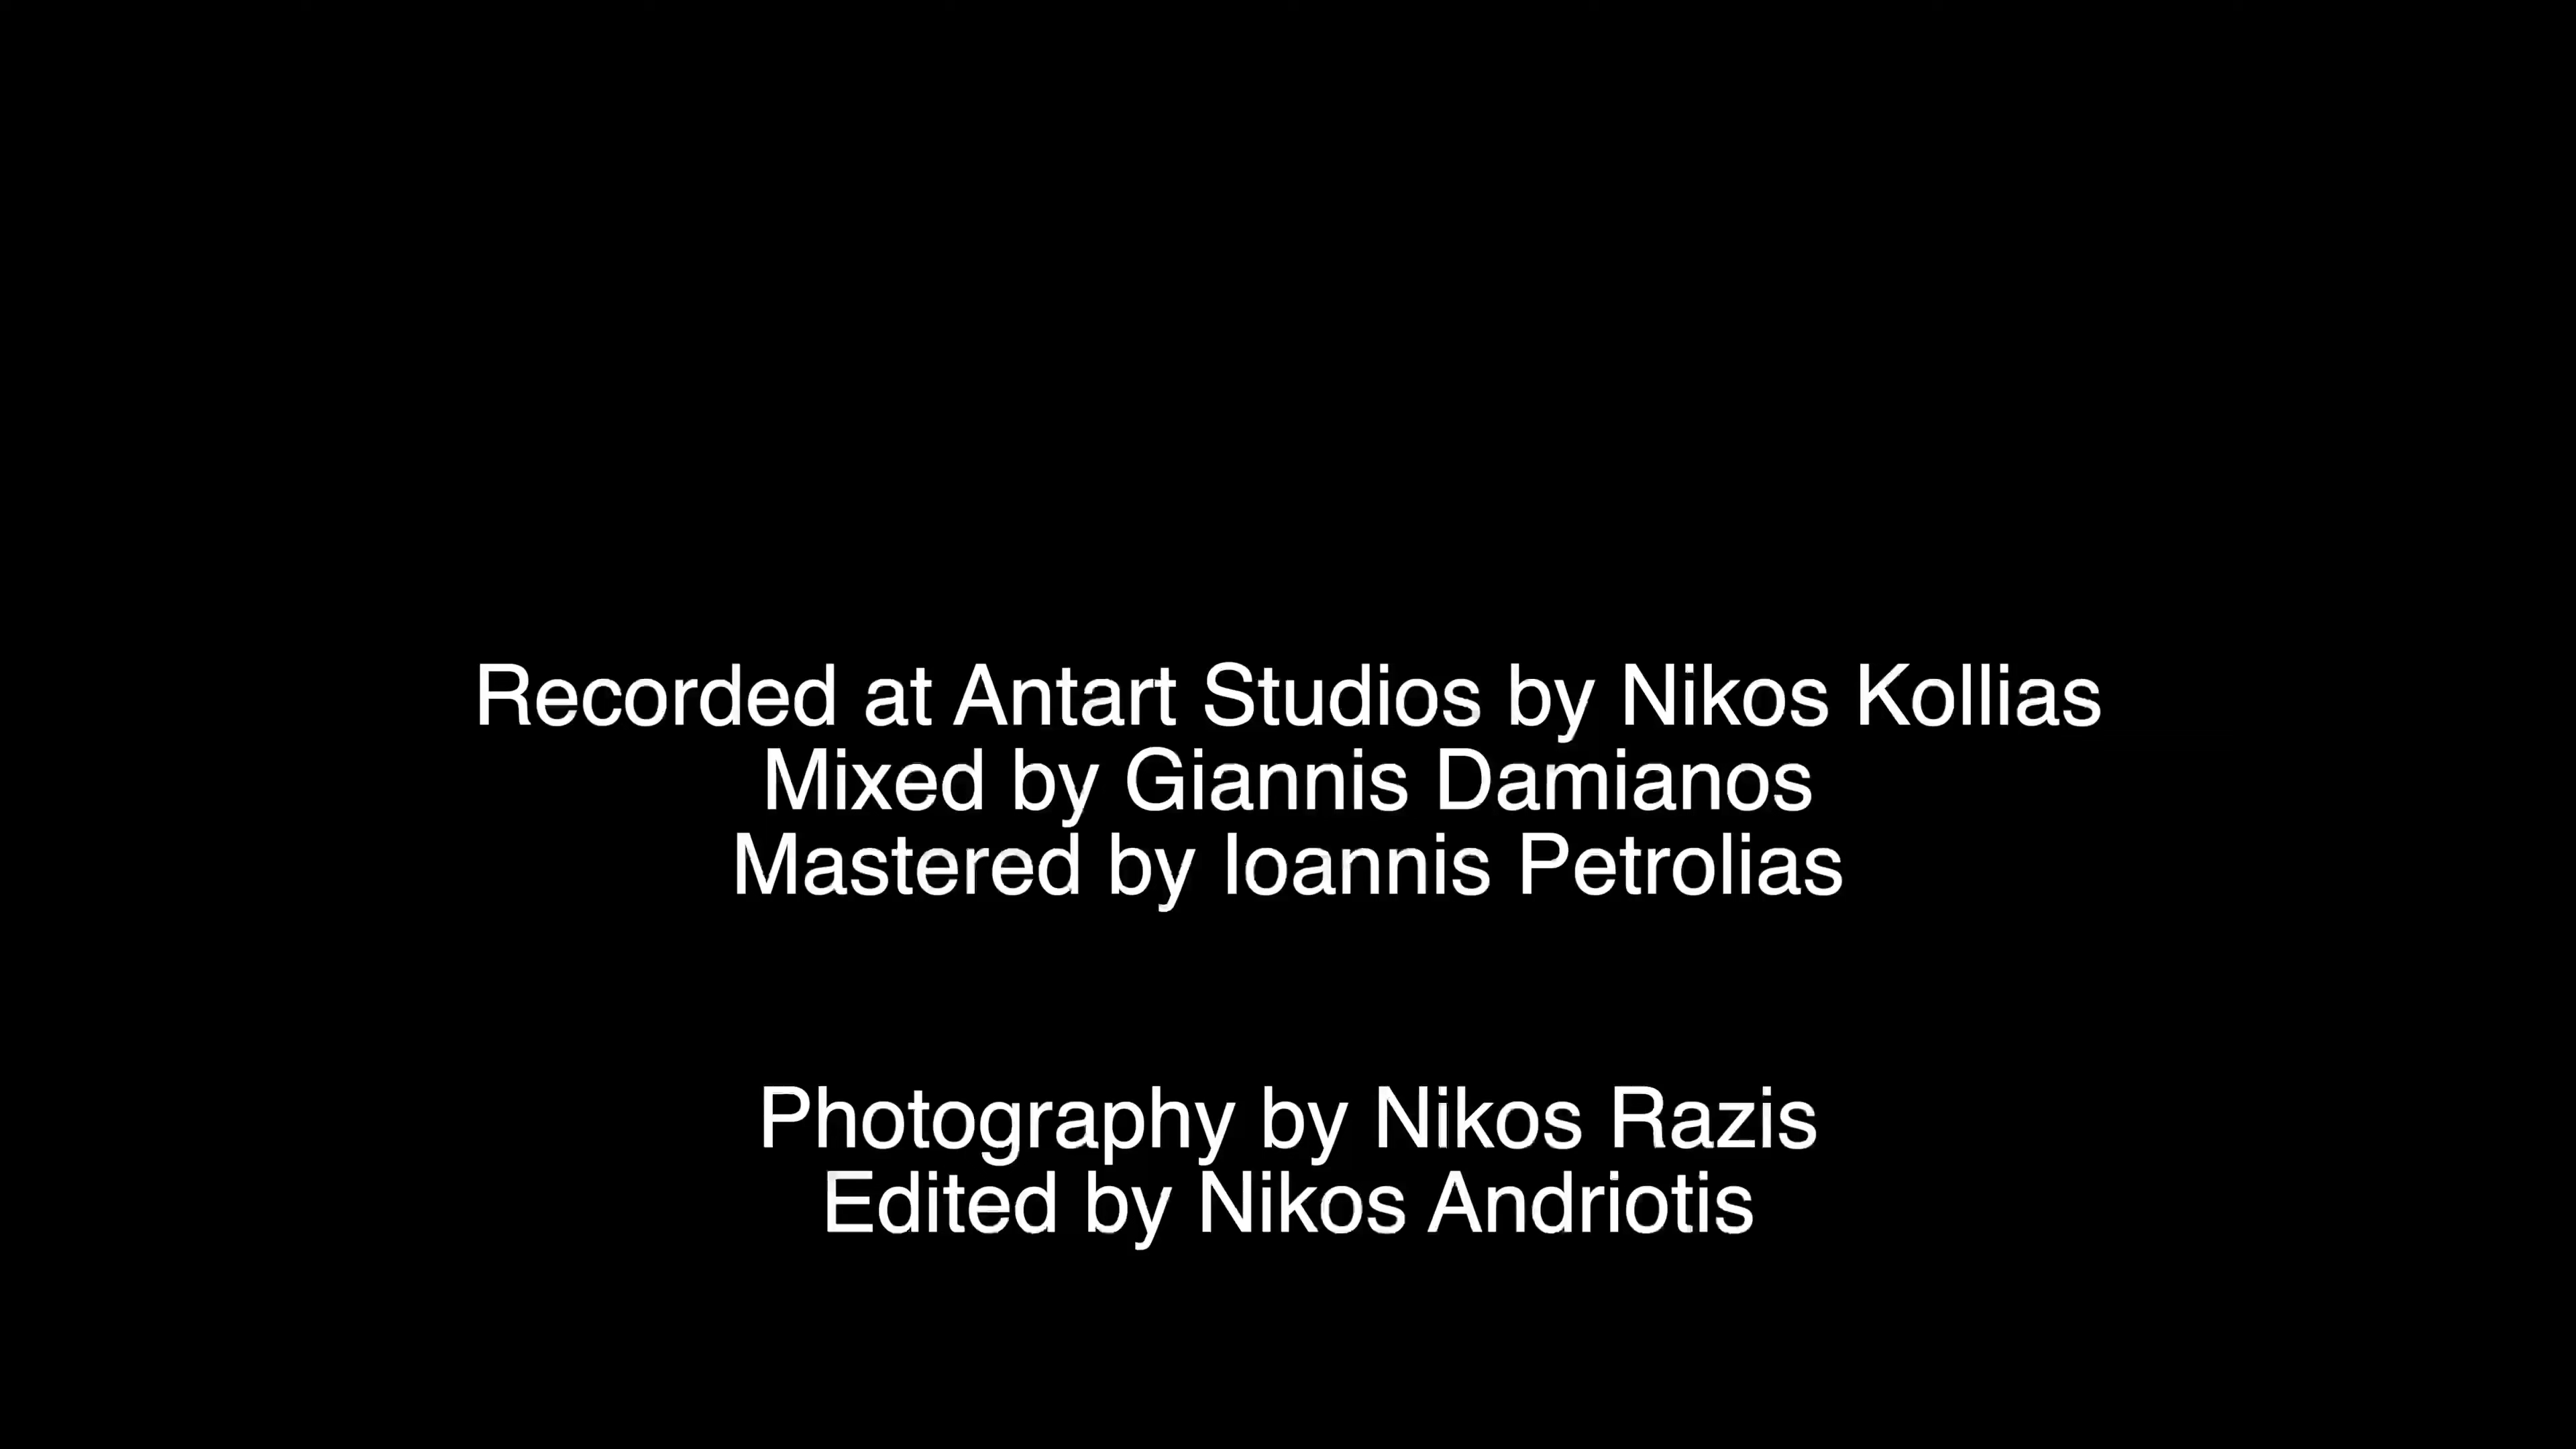 Recorded at Antart Studios by Nikos Kollias
Mixed by Giannis Damianos
Mastered by Ioannis Petrolias
Photography by Nikos Razis
Edited by Nikos Andriotis